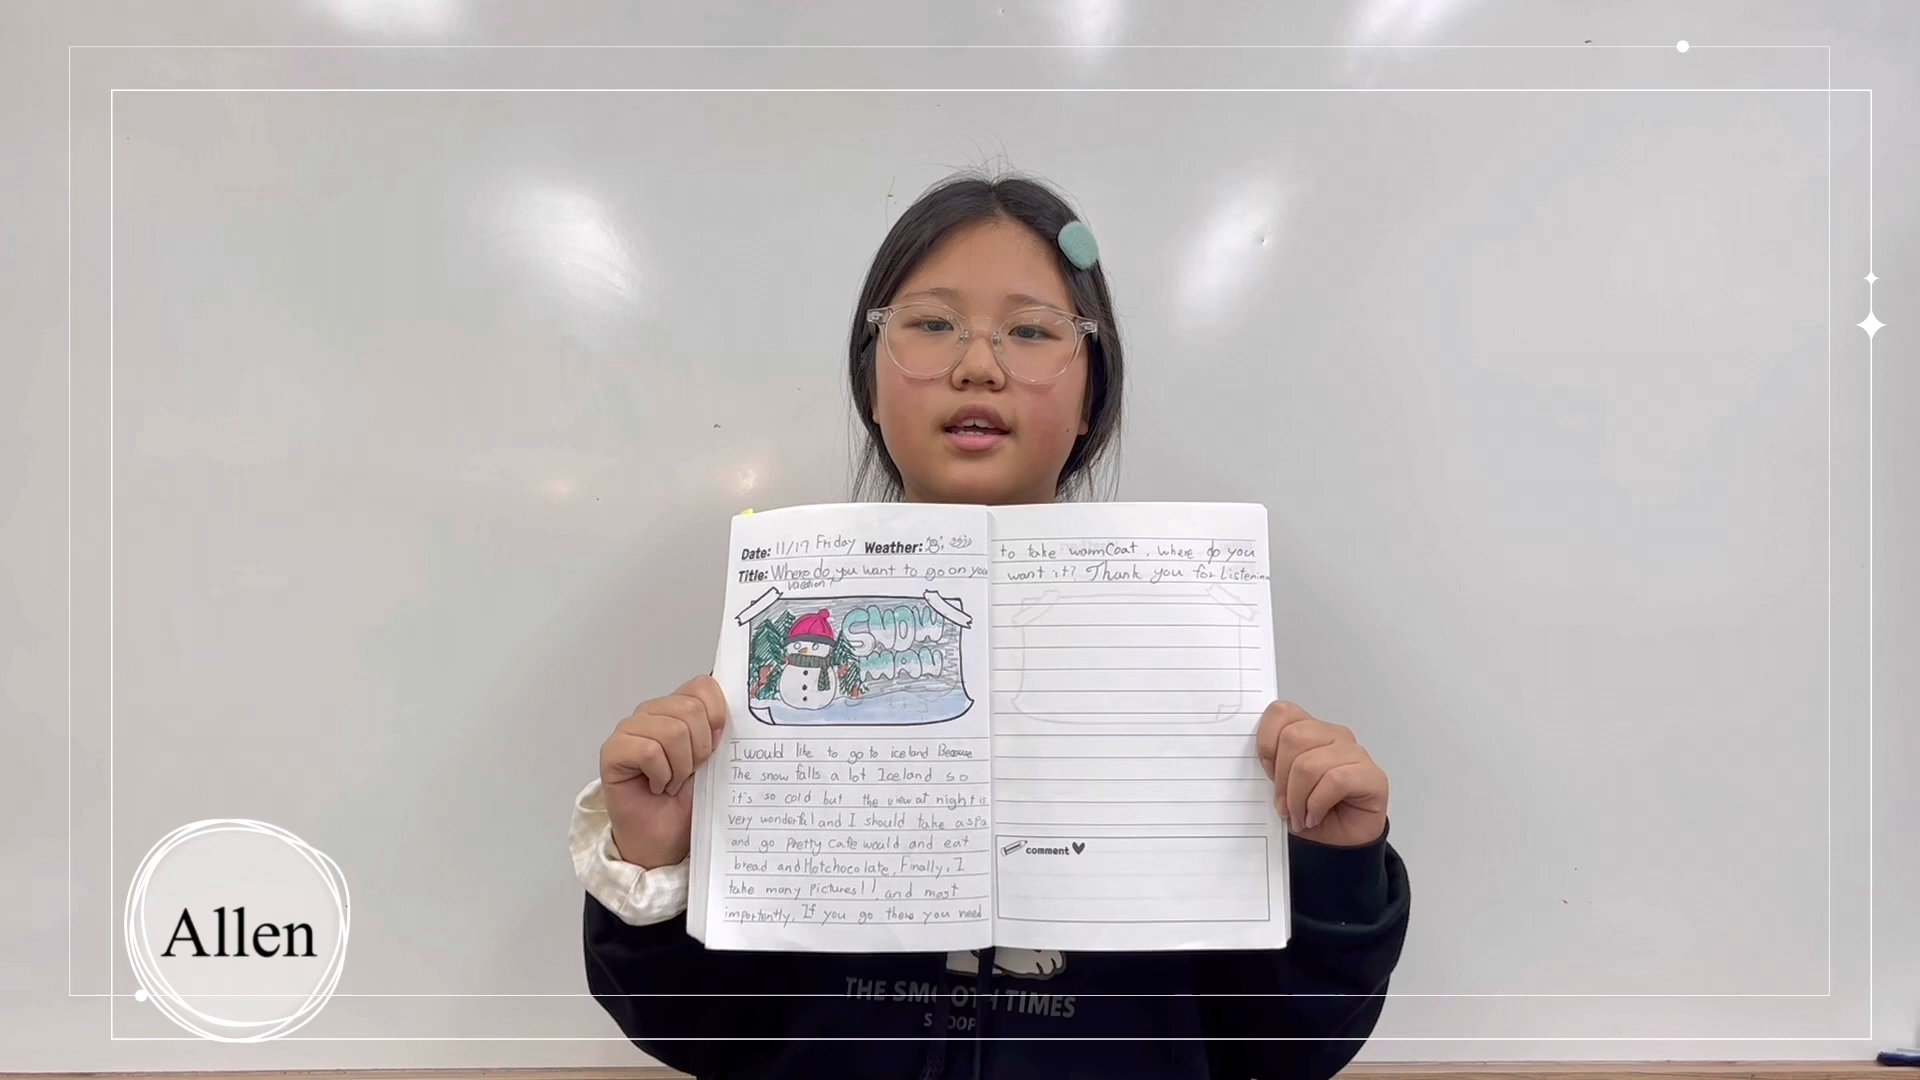 Date: 11/17 Friday Weather:
Title: Where do you want to go on your
vacation?
SNOW
MAN
I would like to go to iceland Because
The snow falls a lot Iceland so
it's so cold but the view at night is
very wonderful and I should take a spa
and go pretty cafe would and eat
bread and Hotchocolate, Finally, I
take many pictures!! and most
importently, If you go there you need
to take warmCoat, where do you
want it? Thank you for Listening
comment
THE SMOOTH TIMES
Allen